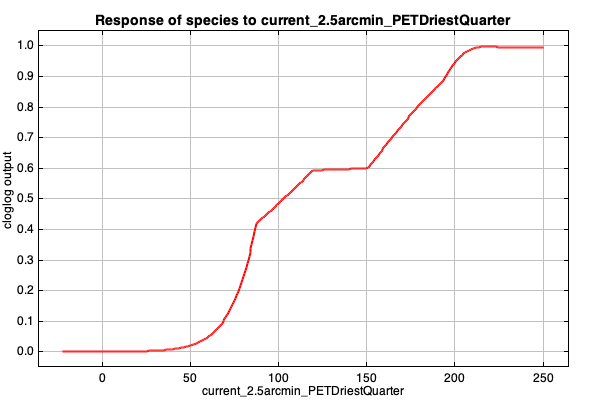 Response of species to current_2.5arcmin_PETDriestQuarter
1.0
0.9
0.8
0.7
0.6
0.5
0.4
0.3
0.2
0.1
0.0
cloglog output
0 50 100 150 200 250
current_2.5arcmin_PETDriestQuarter